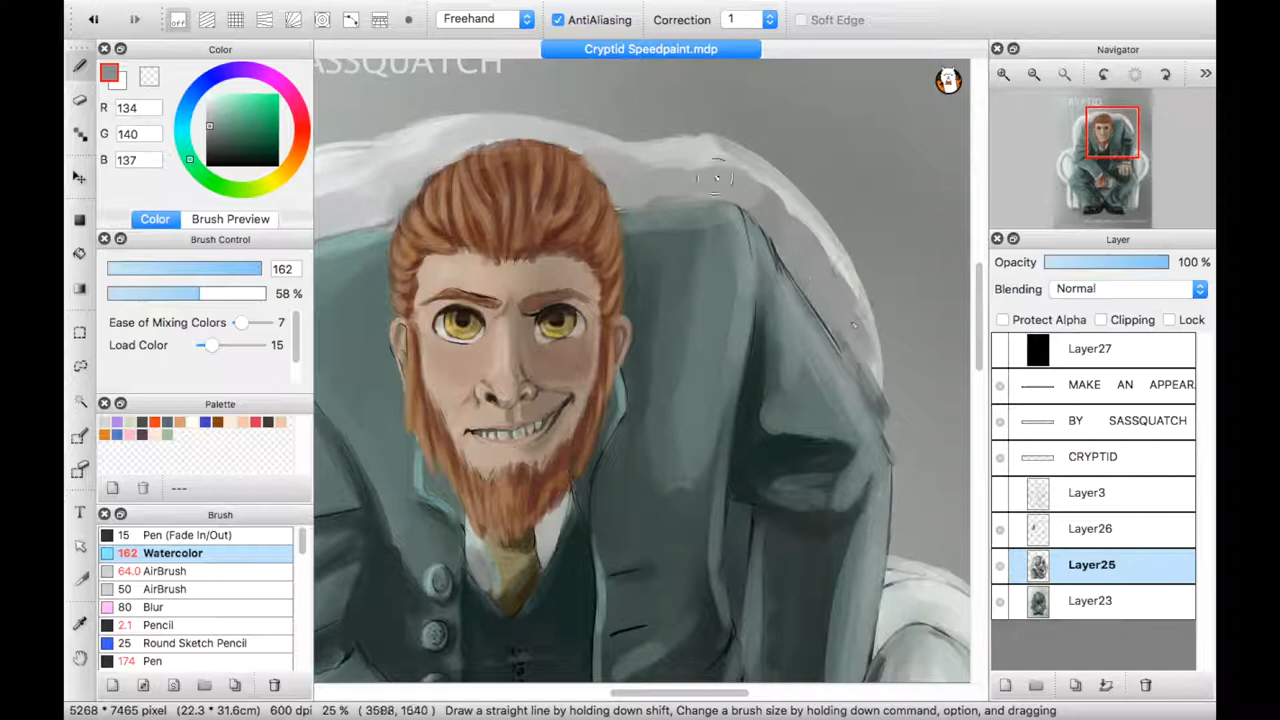 off
Freehand
AntiAliasing
Correction
1
Soft Edge
Color
Cryptid Speedpaint.mdp
Navigator
SASSQUATCH
R 134
G 140
B 137
Color
Brush Preview
Brush Control
162
58 %
Ease of Mixing Colors 7
Load Color 15
Palette
---
Brush
15 Pen (Fade In/Out)
162 Watercolor
64.0 AirBrush
50 AirBrush
80 Blur
2.1 Pencil
25 Round Sketch Pencil
174 Pen
Layer
Opacity 100 %
Blending Normal
Protect Alpha Clipping Lock
Layer27
MAKE AN APPEAR
BY SASSQUATCH
CRYPTID
Layer3
Layer26
Layer25
Layer23
T
5268 * 7465 pixel (22.3 * 31.6cm) 600 dpi 25 % ( 3588, 1540 ) Draw a straight line by holding down shift, Change a brush size by holding down command, option, and dragging